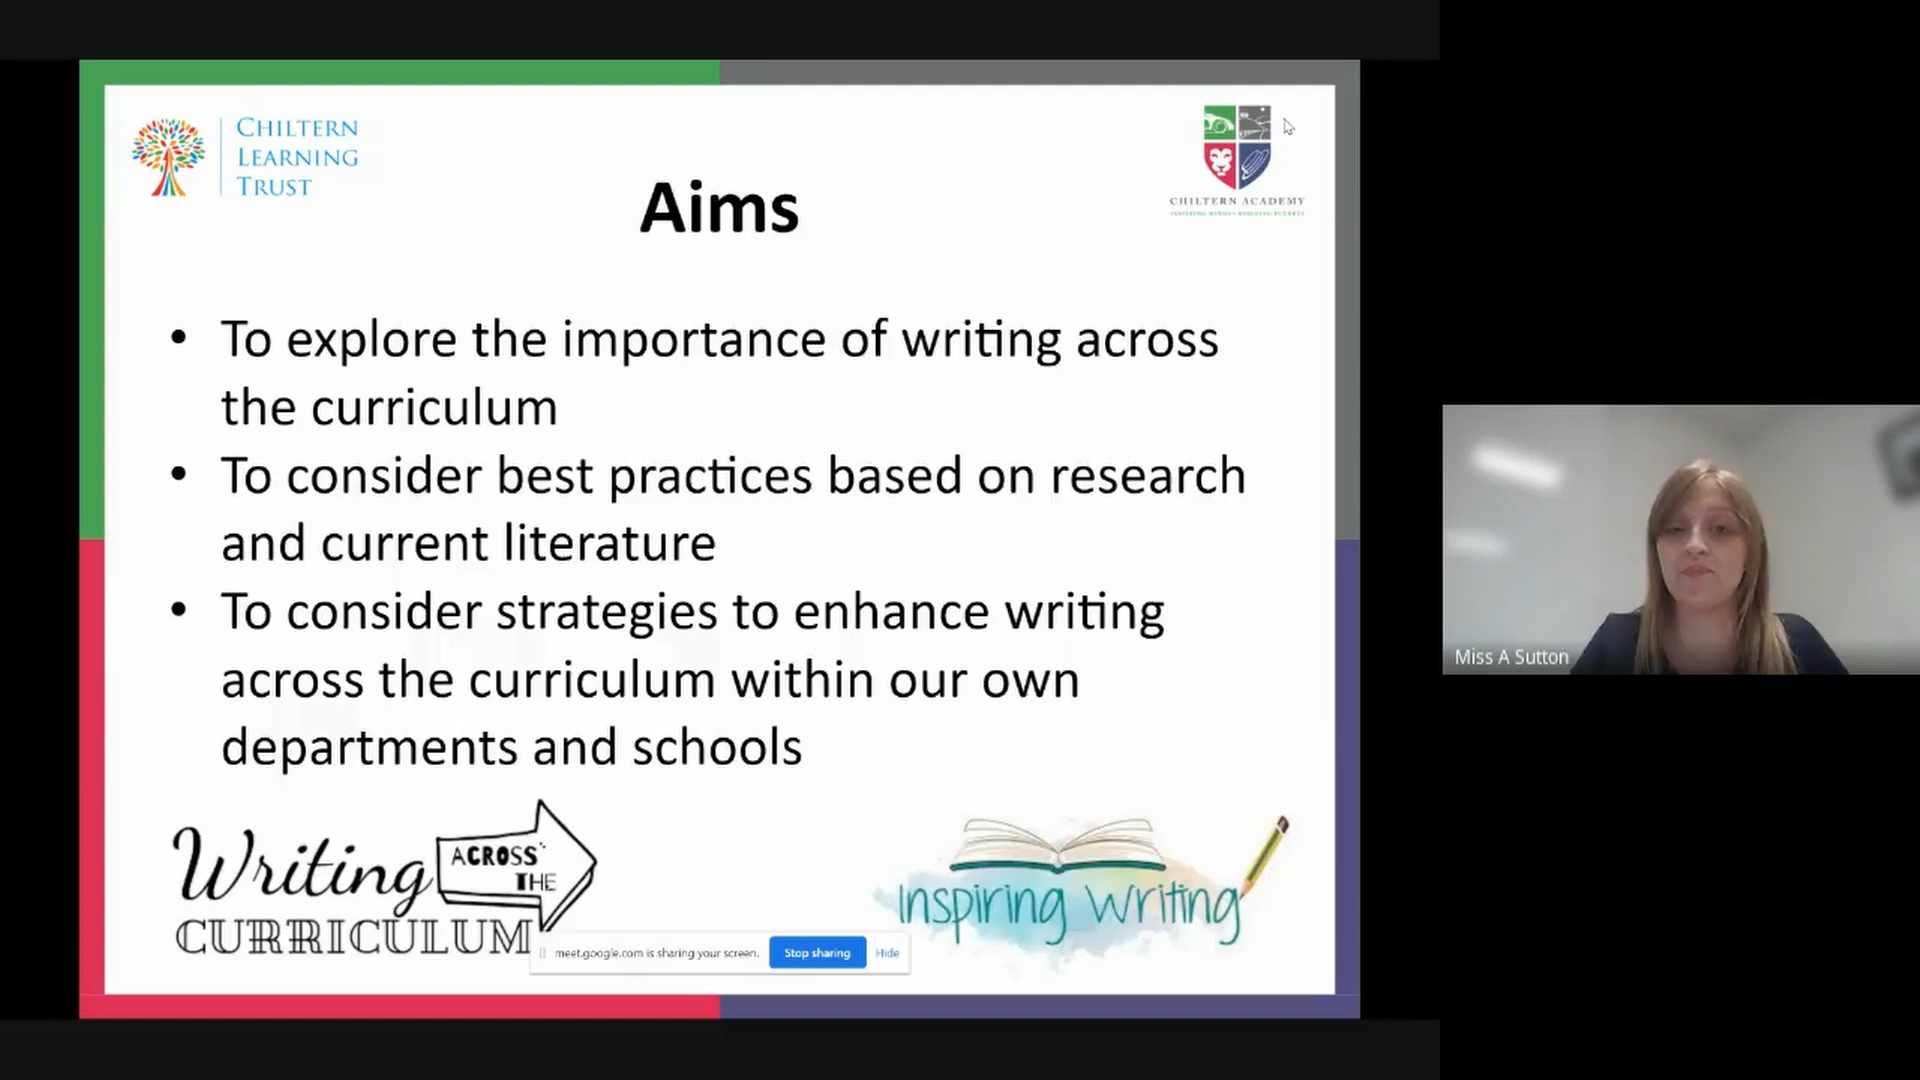 CHILTERN
LEARNING
TRUST
CHILTERN ACADEMY
Aims
• To explore the importance of writing across
the curriculum
• To consider best practices based on research
and current literature
• To consider strategies to enhance writing
across the curriculum within our own
departments and schools
Writing
ACROSS
THE
CURRICULUM
Inspiring Writing
meet.google.com is sharing your screen.
Stop sharing
Hide
Miss A Sutton